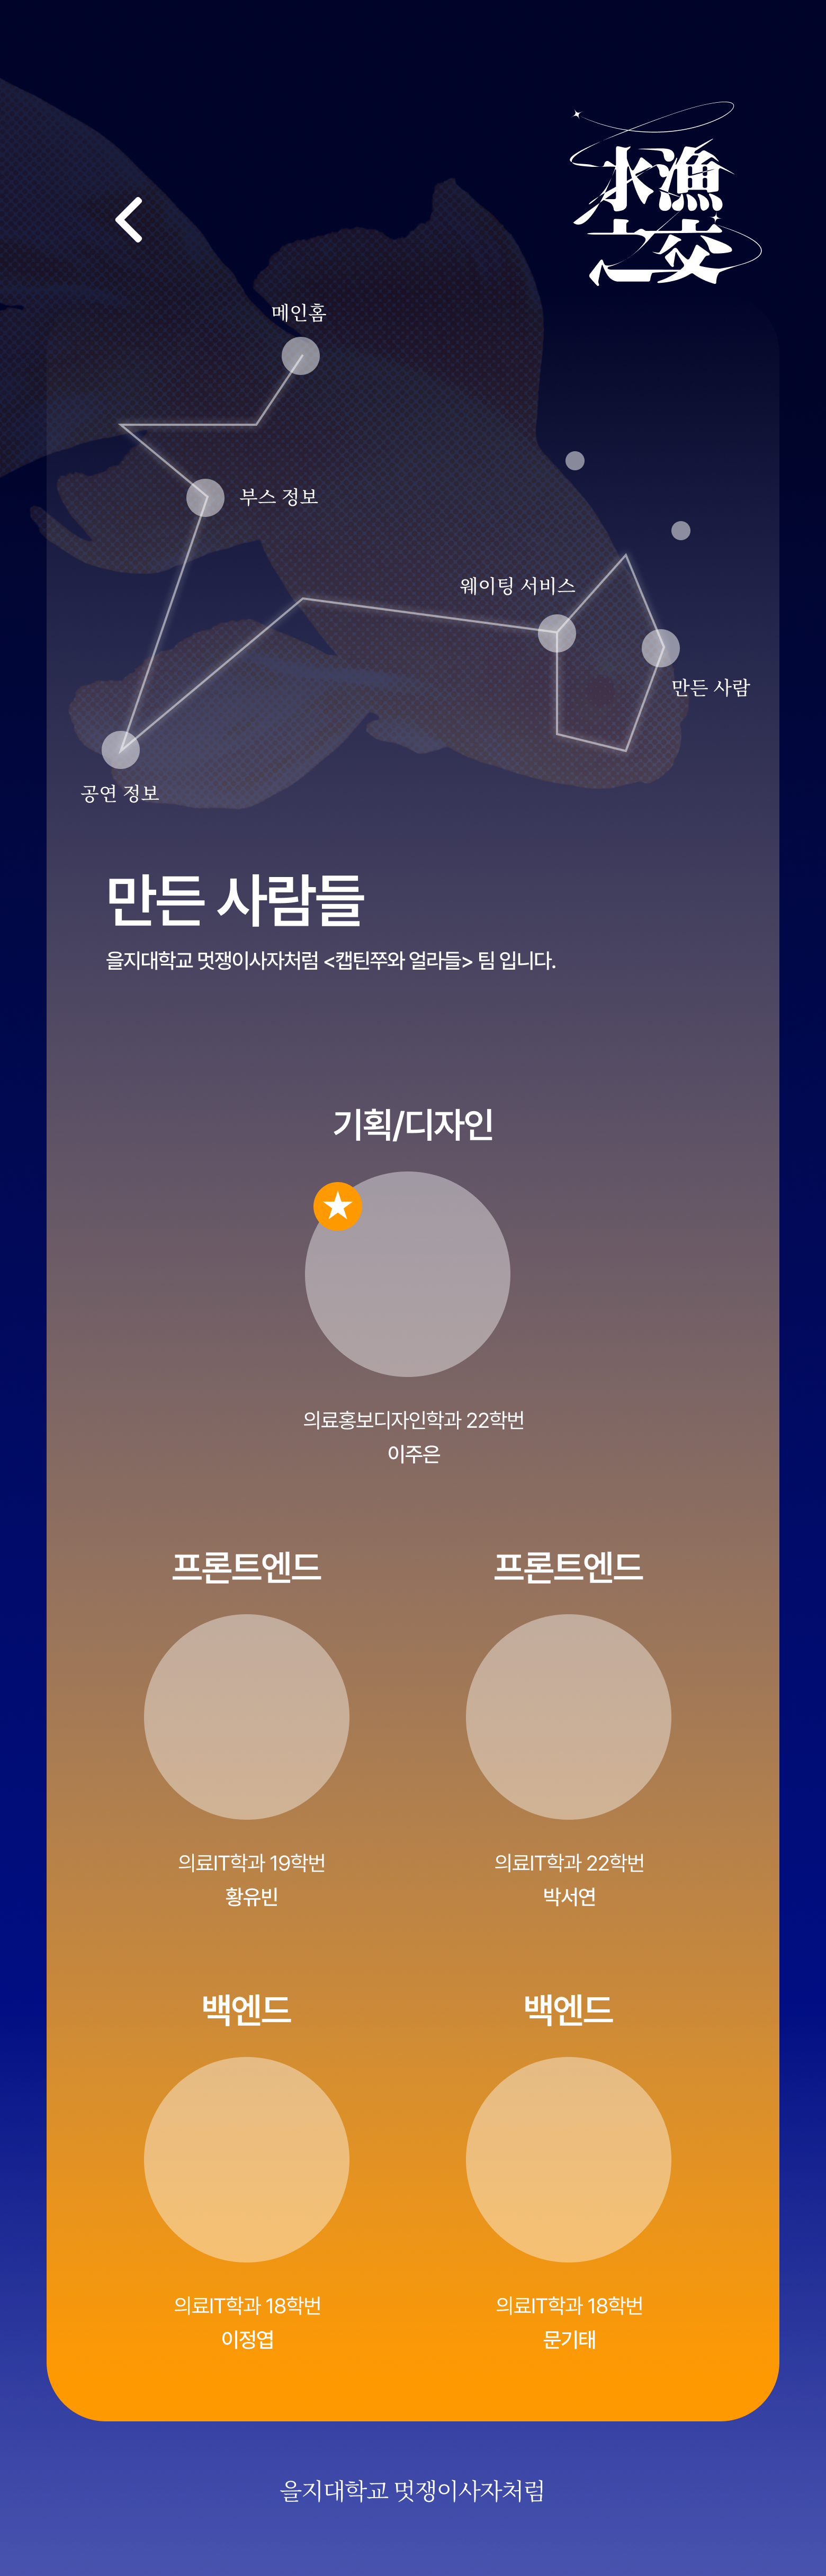 水漁
之交
메인홈
부스 정보
웨이팅 서비스
만든 사람
공연 정보
만든 사람들
을지대학교 멋쟁이사자처럼 <캡틴쭈와 얼라들> 팀 입니다.
기획/디자인
의료홍보디자인학과 22학번
이주은
프론트엔드
프론트엔드
의료IT학과 19학번
황유빈
의료IT학과 22학번
박서연
백엔드
백엔드
의료IT학과 18학번
이정엽
의료IT학과 18학번
문기태
을지대학교 멋쟁이사자처럼